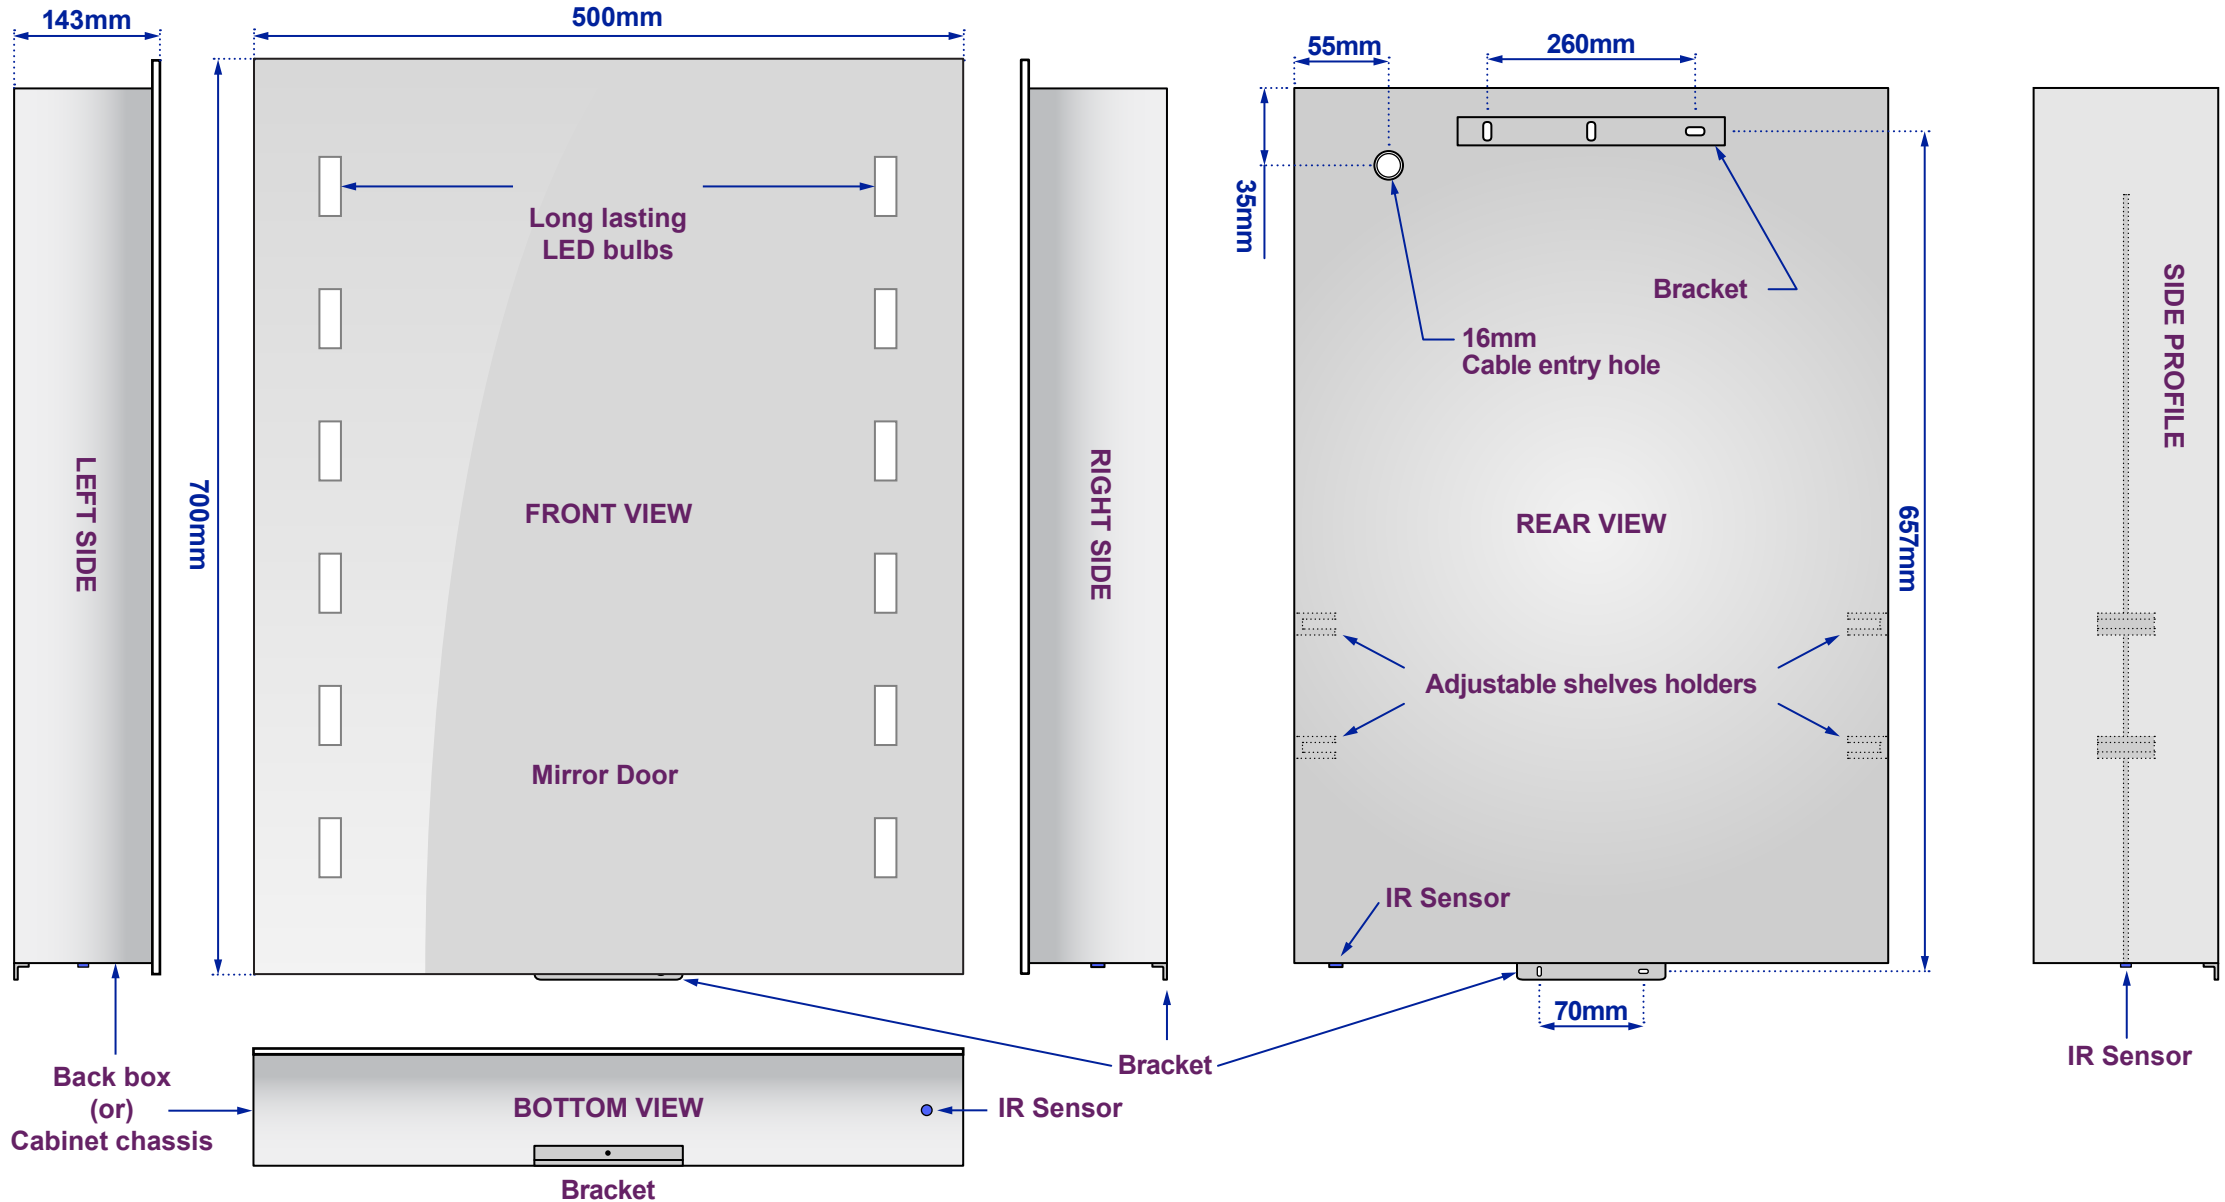 143mm
500mm
55mm
260mm
35mm
Long lasting
LED bulbs
Bracket
16mm
Cable entry hole
SIDE PROFILE
LEFT SIDE
700mm
FRONT VIEW
RIGHT SIDE
REAR VIEW
657mm
Adjustable shelves holders
Mirror Door
IR Sensor
70mm
Bracket
IR Sensor
Back box
(or)
Cabinet chassis
BOTTOM VIEW
IR Sensor
Bracket